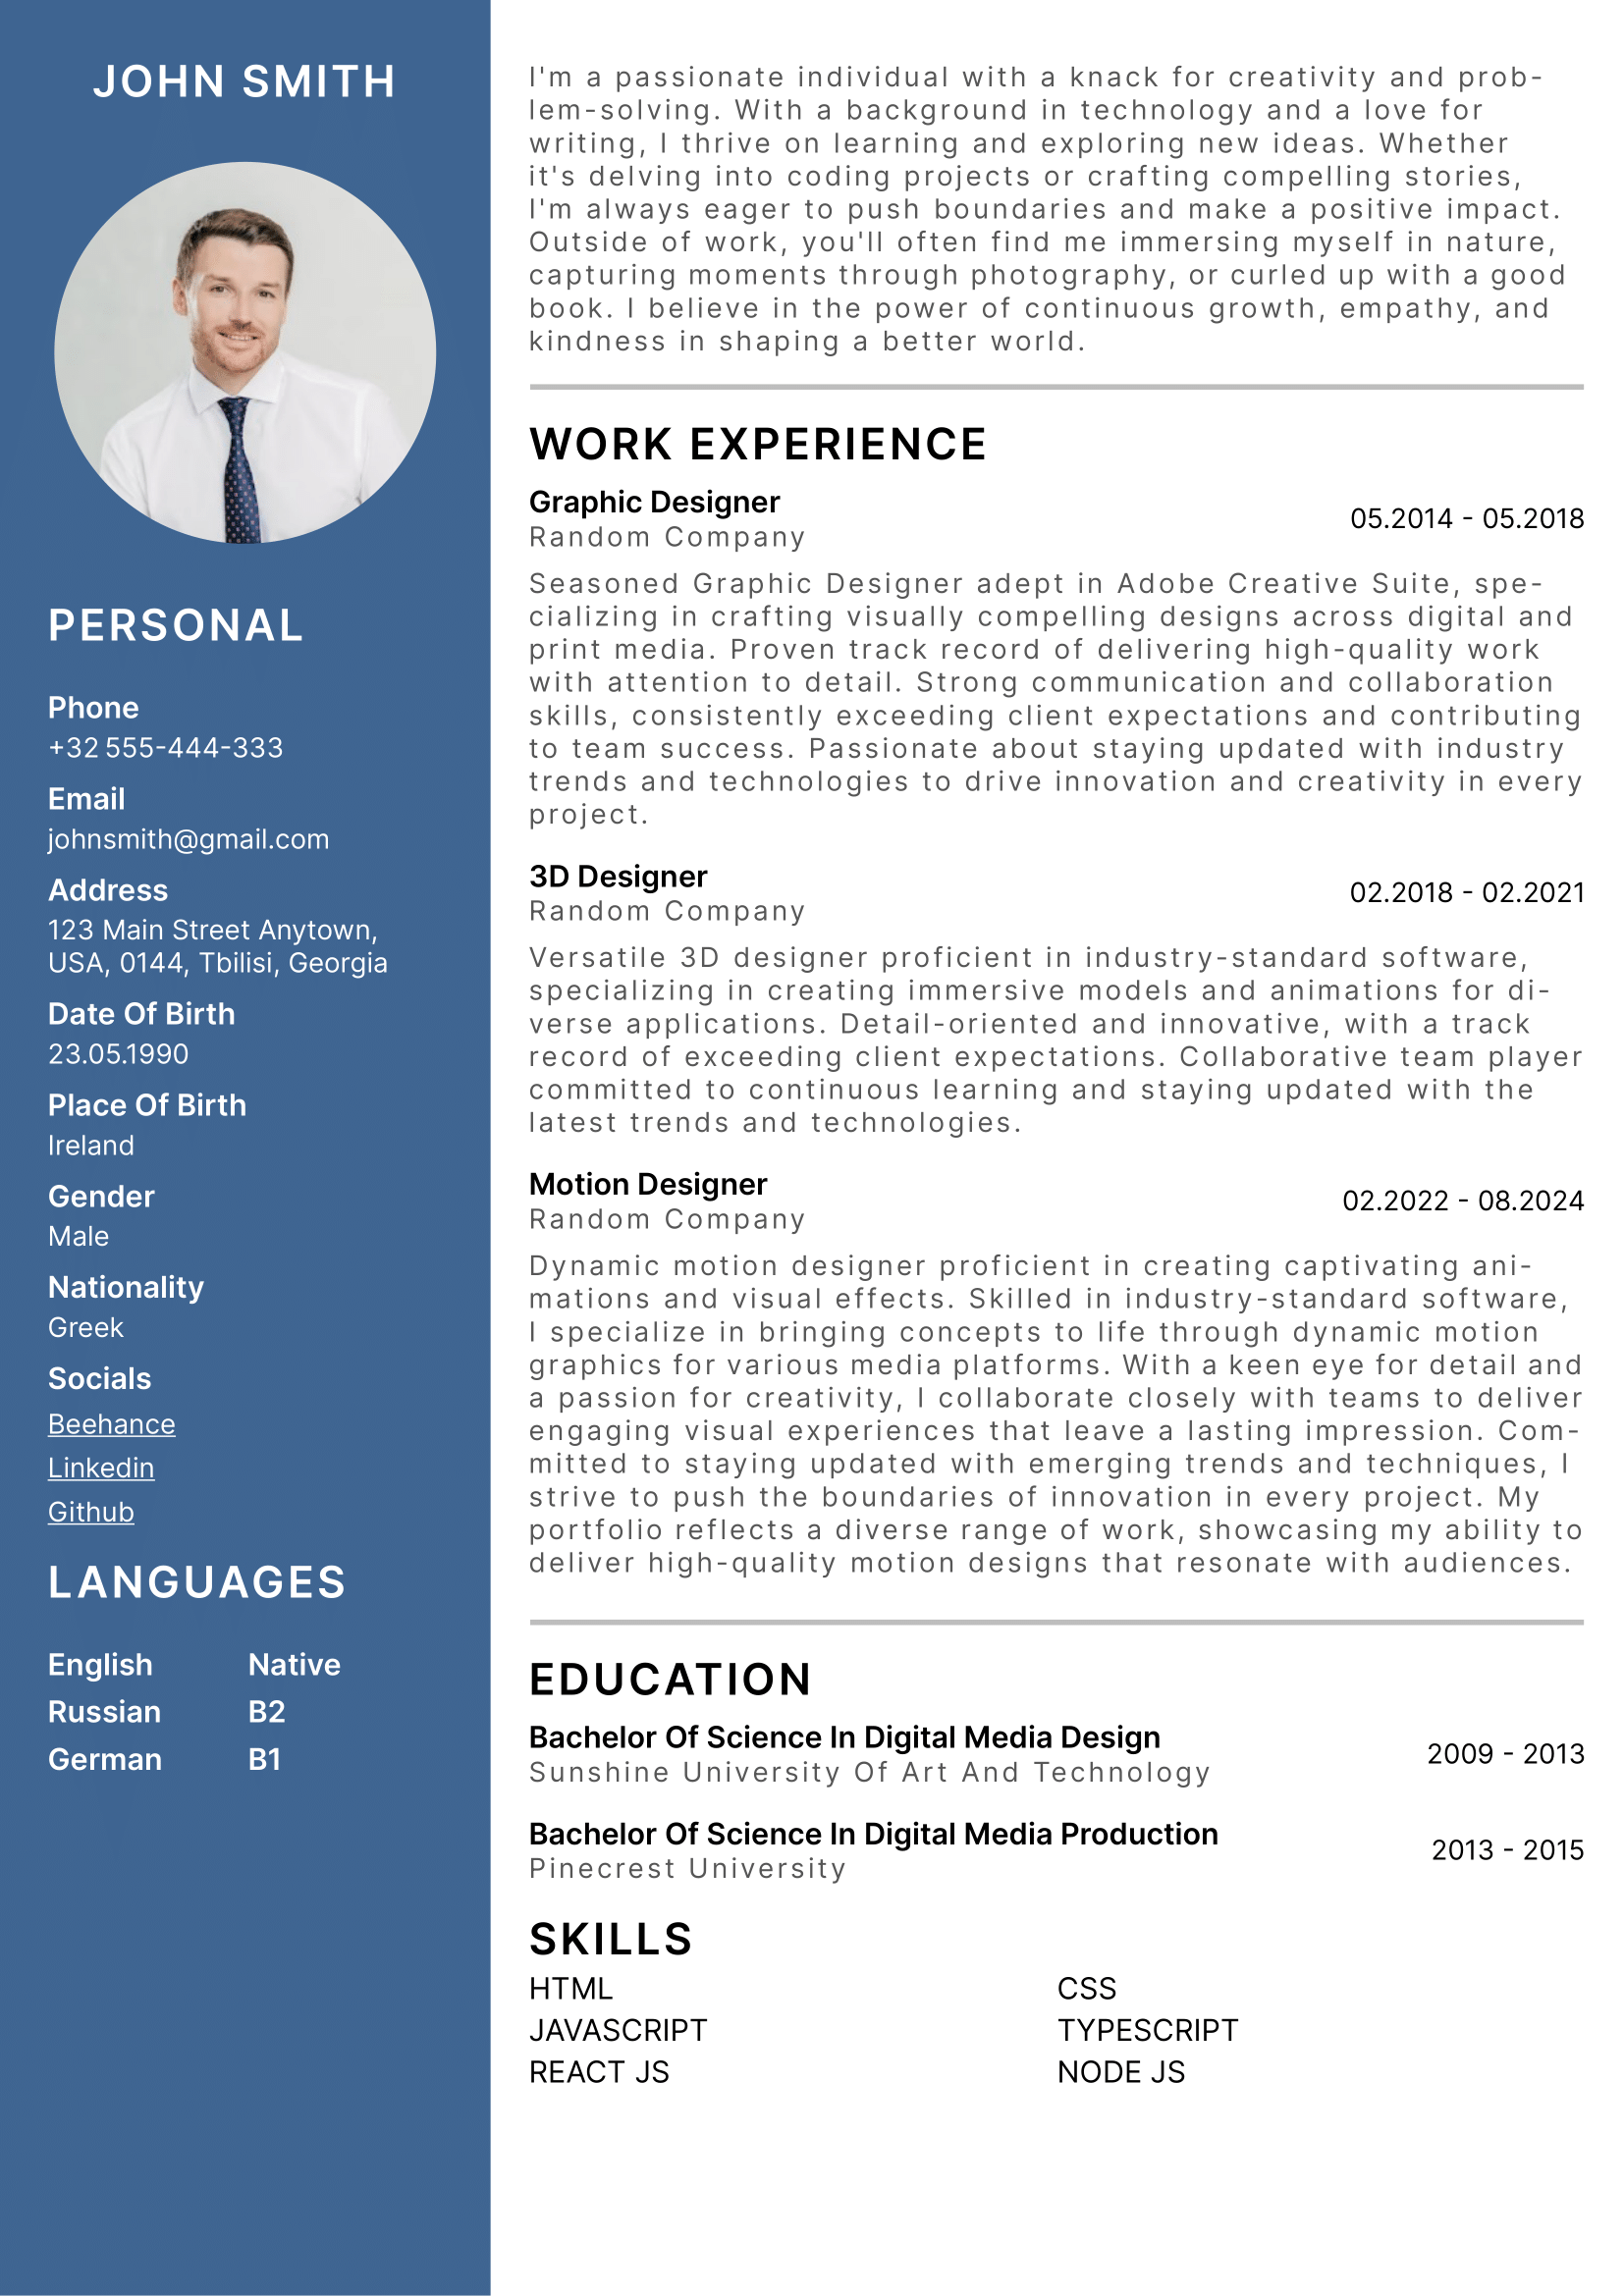 JOHN SMITH
PERSONAL
Phone
+32 555-444-333
Email
johnsmith@gmail.com
Address
123 Main Street Anytown,
USA, 0144, Tbilisi, Georgia
Date Of Birth
23.05.1990
Place Of Birth
Ireland
Gender
Male
Nationality
Greek
Socials
Beehance
Linkedin
Github
LANGUAGES
English Native
Russian B2
German B1
I'm a passionate individual with a knack for creativity and prob-
lem-solving. With a background in technology and a love for
writing, I thrive on learning and exploring new ideas. Whether
it's delving into coding projects or crafting compelling stories,
I'm always eager to push boundaries and make a positive impact.
Outside of work, you'll often find me immersing myself in nature,
capturing moments through photography, or curled up with a good
book. I believe in the power of continuous growth, empathy, and
kindness in shaping a better world.
WORK EXPERIENCE
Graphic Designer
Random Company
05.2014 - 05.2018
Seasoned Graphic Designer adept in Adobe Creative Suite, spe-
cializing in crafting visually compelling designs across digital and
print media. Proven track record of delivering high-quality work
with attention to detail. Strong communication and collaboration
skills, consistently exceeding client expectations and contributing
to team success. Passionate about staying updated with industry
trends and technologies to drive innovation and creativity in every
project.
3D Designer
Random Company
02.2018 - 02.2021
Versatile 3D designer proficient in industry-standard software,
specializing in creating immersive models and animations for di-
verse applications. Detail-oriented and innovative, with a track
record of exceeding client expectations. Collaborative team player
committed to continuous learning and staying updated with the
latest trends and technologies.
Motion Designer
Random Company
02.2022 - 08.2024
Dynamic motion designer proficient in creating captivating ani-
mations and visual effects. Skilled in industry-standard software,
I specialize in bringing concepts to life through dynamic motion
graphics for various media platforms. With a keen eye for detail and
a passion for creativity, I collaborate closely with teams to deliver
engaging visual experiences that leave a lasting impression. Com-
mitted to staying updated with emerging trends and techniques, I
strive to push the boundaries of innovation in every project. My
portfolio reflects a diverse range of work, showcasing my ability to
deliver high-quality motion designs that resonate with audiences.
EDUCATION
Bachelor Of Science In Digital Media Design
Sunshine University Of Art And Technology
2009 - 2013
Bachelor Of Science In Digital Media Production
Pinecrest University
2013 - 2015
SKILLS
HTML CSS
JAVASCRIPT TYPESCRIPT
REACT JS NODE JS